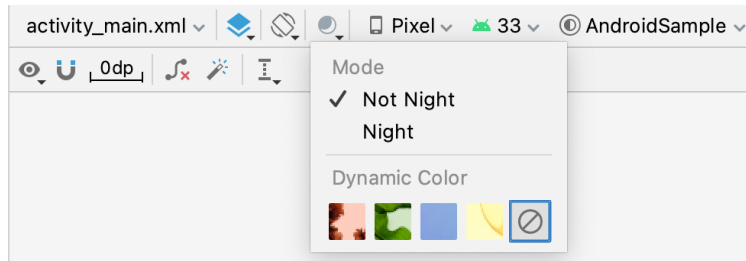 activity_main.xml Pixel 33 AndroidSample
0dp
Mode
Not Night
Night
Dynamic Color